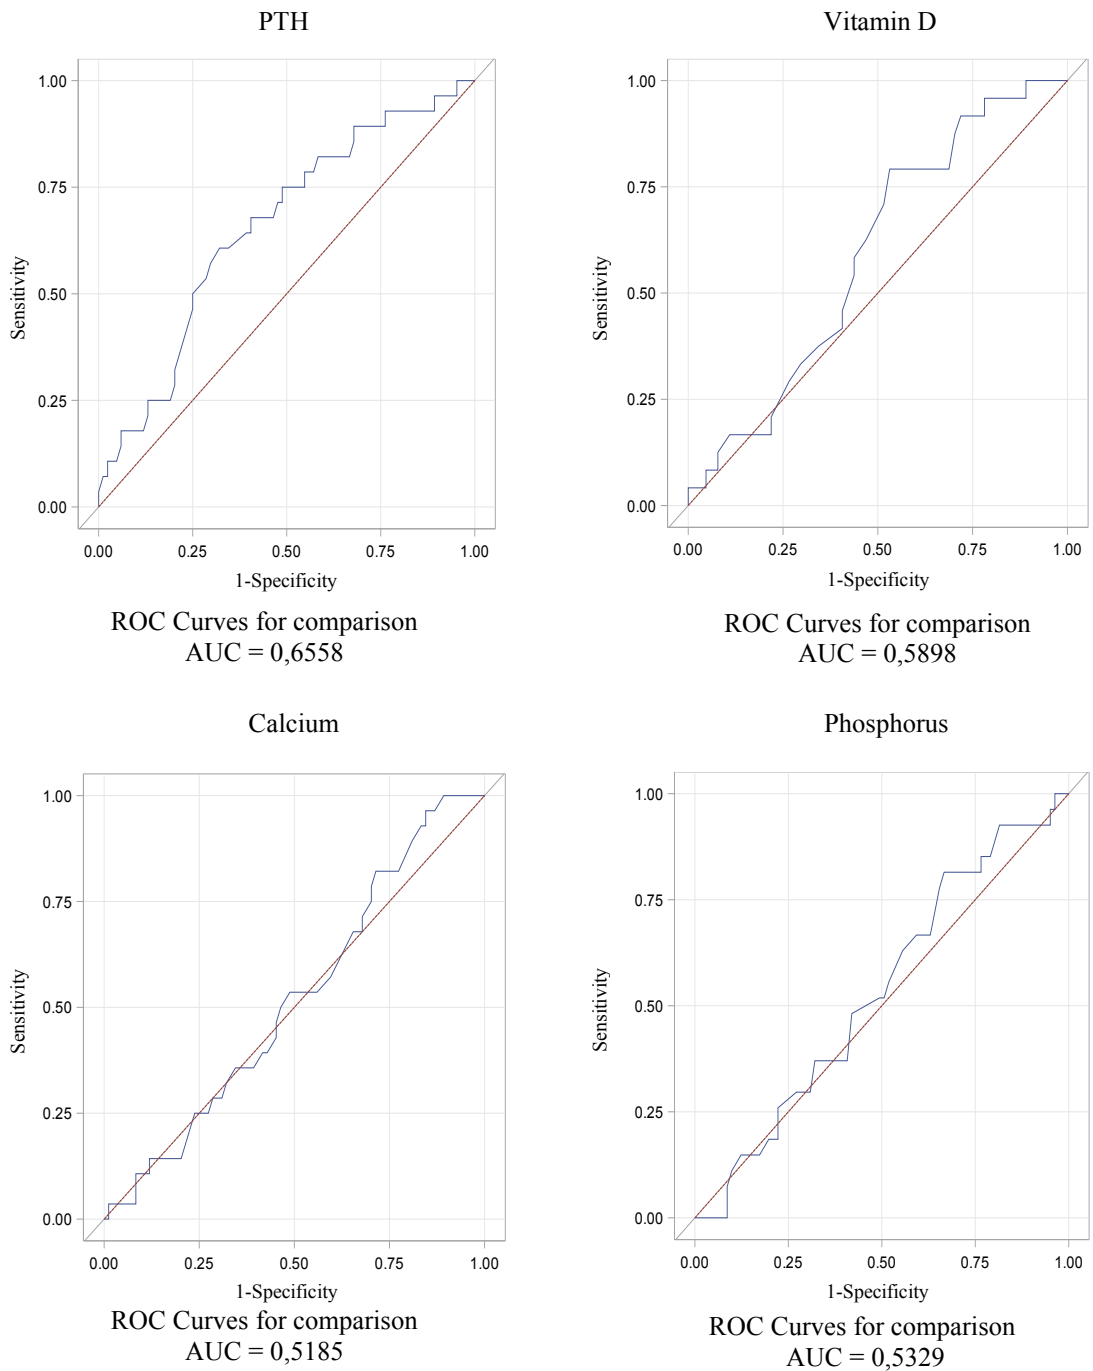 PTH
1.00
0.75
0.50
0.25
0.00
Sensitivity
0.00 0.25 0.50 0.75 1.00
1-Specificity
ROC Curves for comparison
AUC = 0,6558
Vitamin D
1.00
0.75
0.50
0.25
0.00
Sensitivity
0.00 0.25 0.50 0.75 1.00
1-Specificity
ROC Curves for comparison
AUC = 0,5898
Calcium
1.00
0.75
0.50
0.25
0.00
Sensitivity
0.00 0.25 0.50 0.75 1.00
1-Specificity
ROC Curves for comparison
AUC = 0,5185
Phosphorus
1.00
0.75
0.50
0.25
0.00
Sensitivity
0.00 0.25 0.50 0.75 1.00
1-Specificity
ROC Curves for comparison
AUC = 0,5329